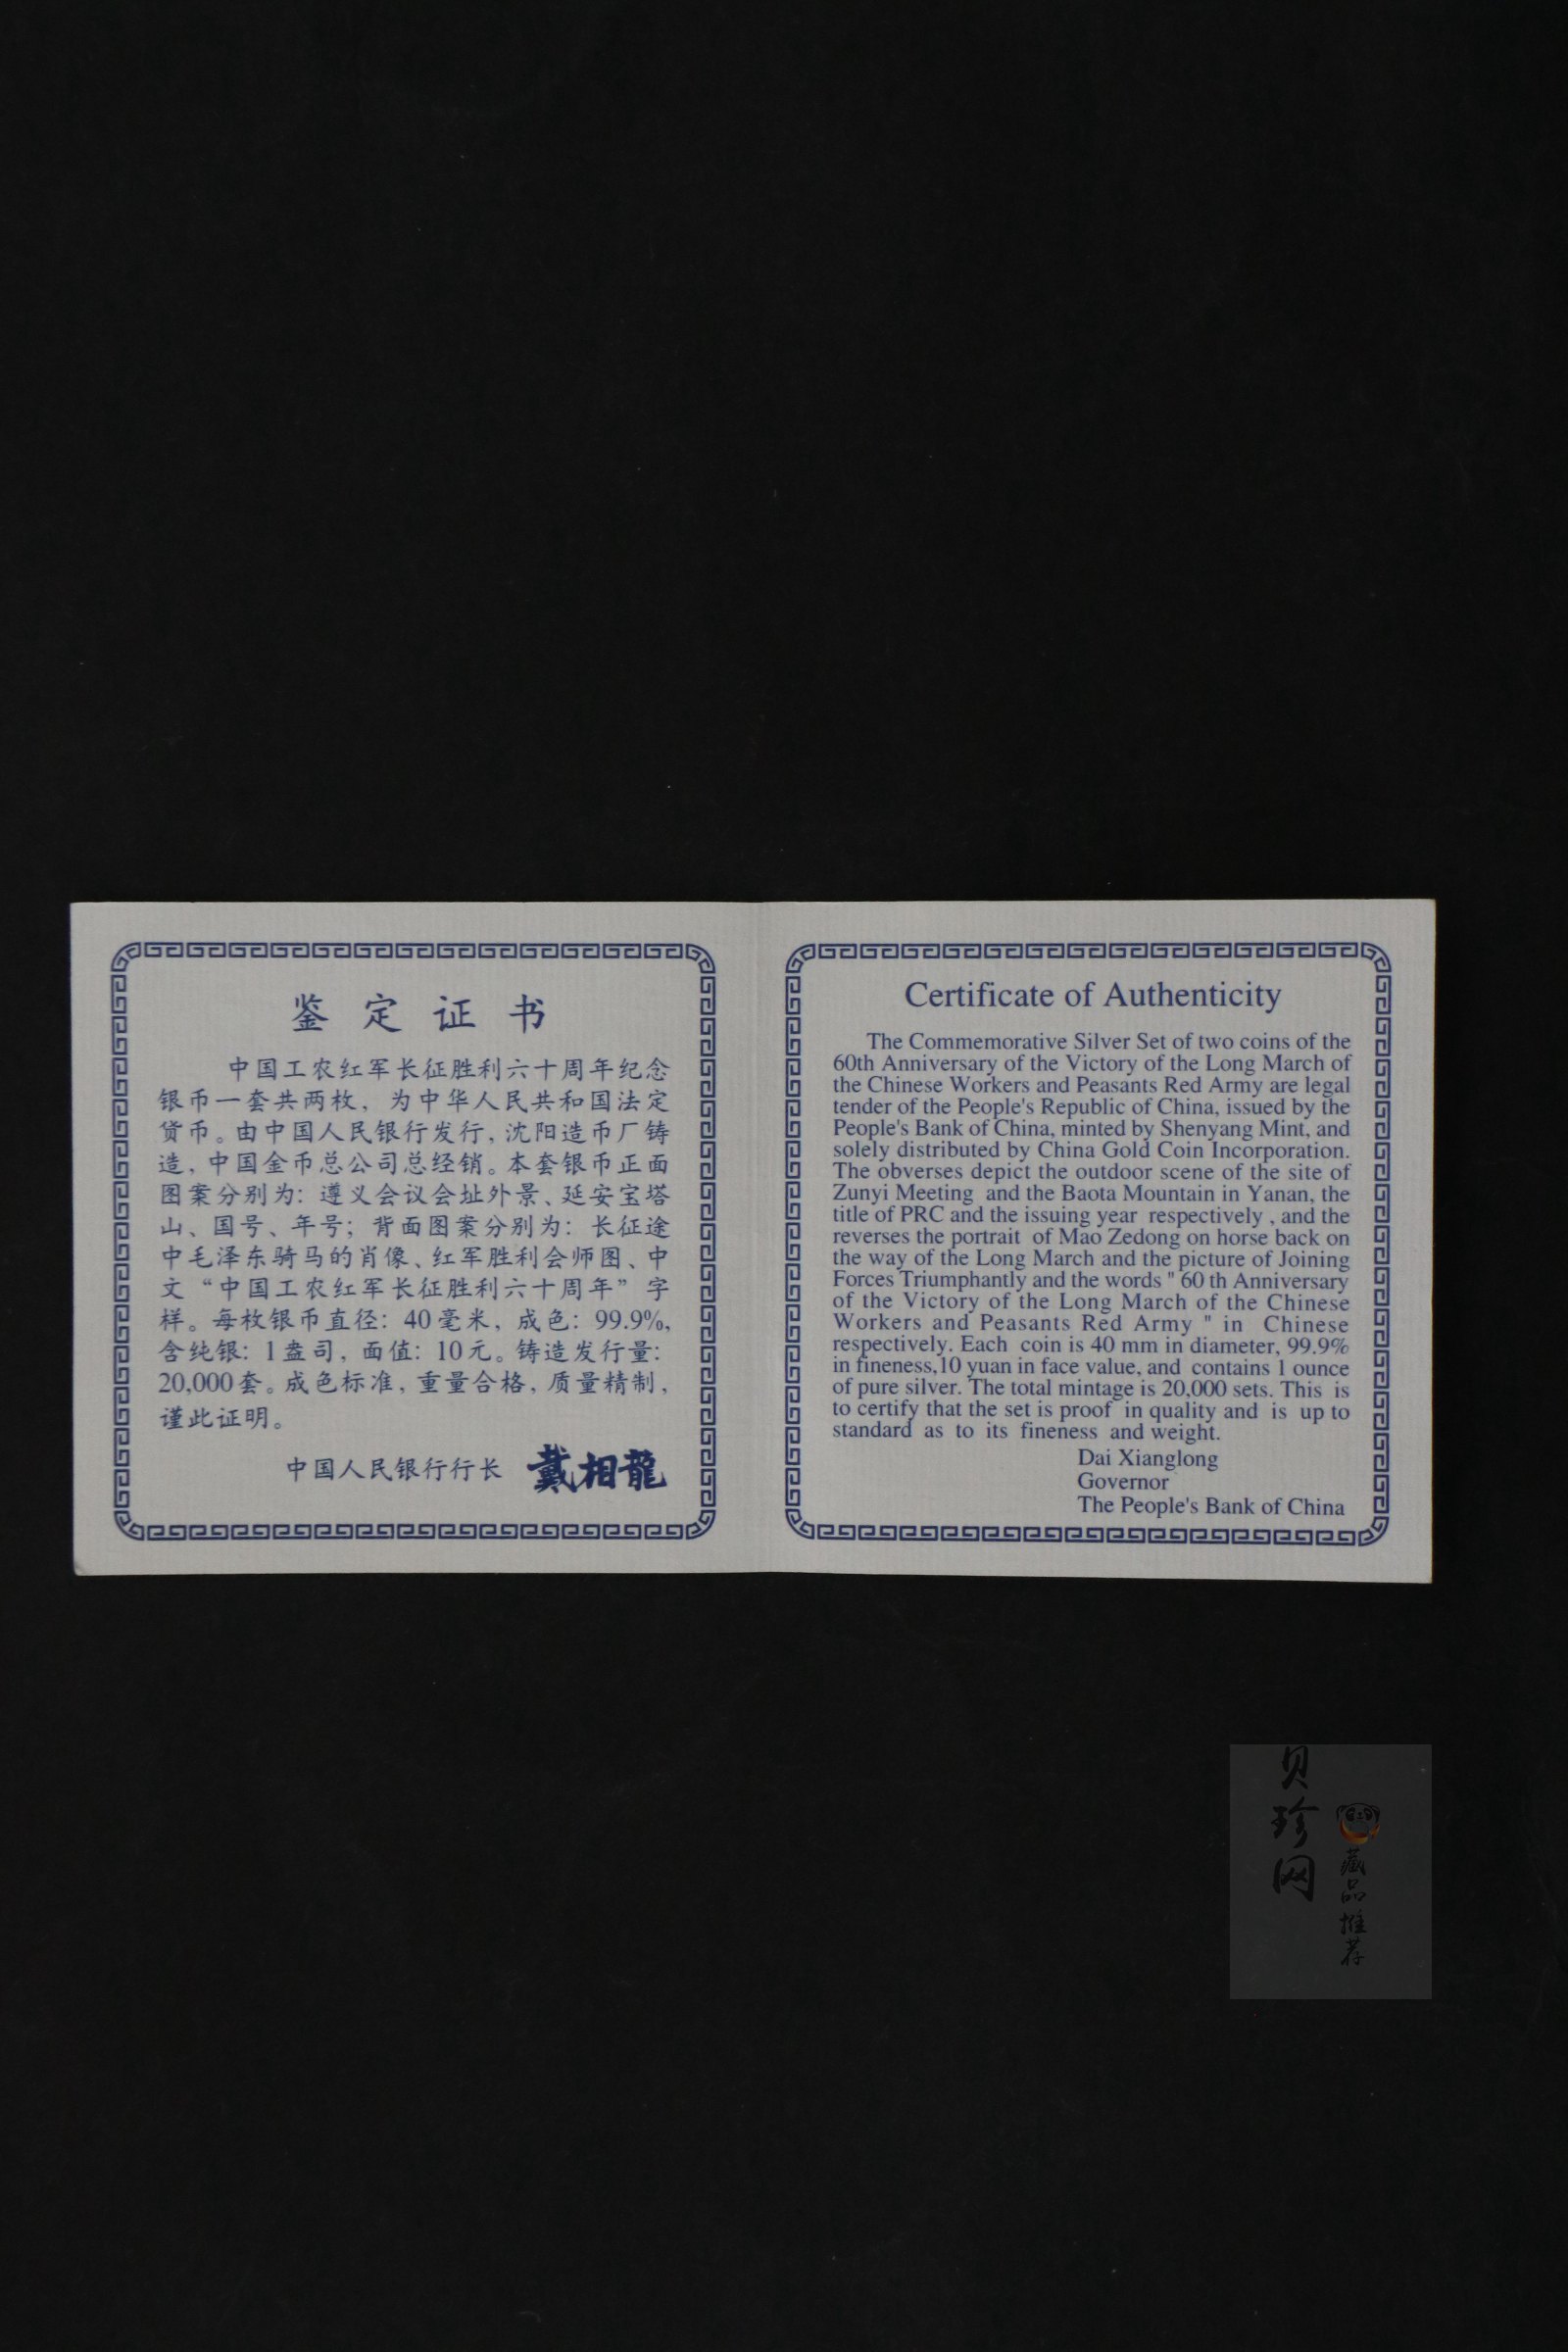 鉴定证书
中国工农红军长征胜利六十周年纪念
银币一套共两枚，为中华人民共和国法定
货币。由中国人民银行发行，沈阳造币厂铸
造，中国金币总公司总经销。本套银币正面
图案分别为：遵义会议会址外景、延安宝塔
山、国号、年号；背面图案分别为：长征途
中毛泽东骑马的肖像、红军胜利会师图、中
文“中国工农红军长征胜利六十周年”字
样。每枚银币直径：40毫米，成色：99.9%，
含纯银：1盎司，面值：10元。铸造发行量：
20,000套。成色标准，重量合格，质量精制，
谨此证明。
中国人民银行行长 戴相龍
Certificate of Authenticity
The Commemorative Silver Set of two coins of the
60th Anniversary of the Victory of the Long March of
the Chinese Workers and Peasants Red Army are legal
tender of the People's Republic of China, issued by the
People's Bank of China, minted by Shenyang Mint, and
solely distributed by China Gold Coin Incorporation.
The obverses depict the outdoor scene of the site of
Zunyi Meeting and the Baota Mountain in Yanan, the
title of PRC and the issuing year respectively , and the
reverses the portrait of Mao Zedong on horse back on
the way of the Long March and the picture of Joining
Forces Triumphantly and the words " 60 th Anniversary
of the Victory of the Long March of the Chinese
Workers and Peasants Red Army " in Chinese
respectively. Each coin is 40 mm in diameter, 99.9%
in fineness,10 yuan in face value, and contains 1 ounce
of pure silver. The total mintage is 20,000 sets. This is
to certify that the set is proof in quality and is up to
standard as to its fineness and weight.
Dai Xianglong
Governor
The People's Bank of China
贝珍网
藏品推荐